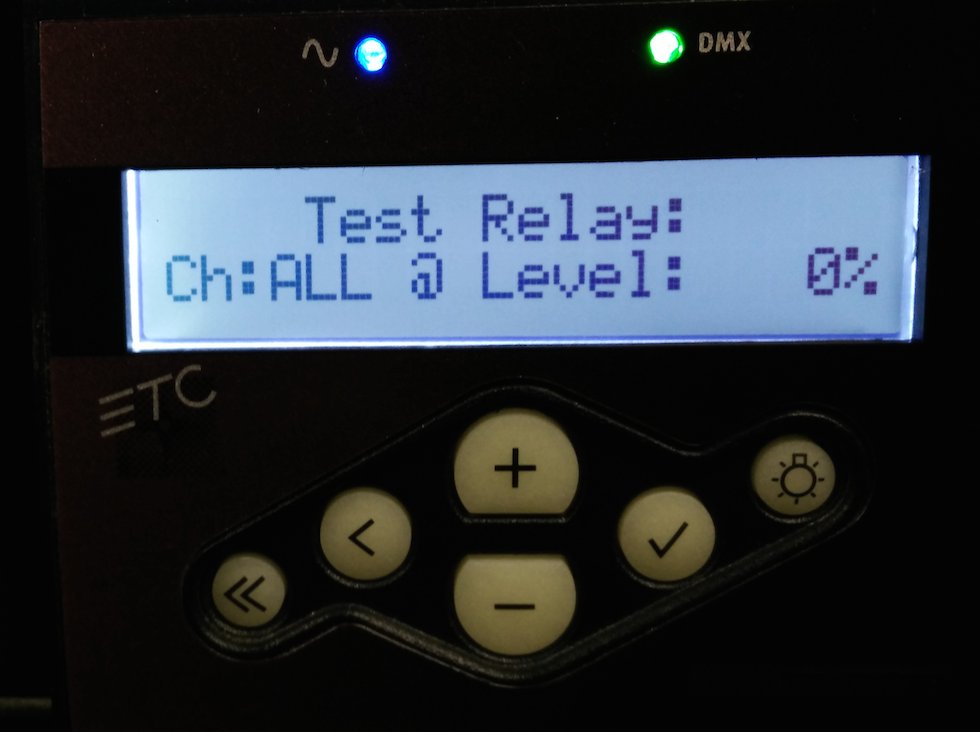 DMX
Test Relay:
Ch:ALL @ Level: 0%
ETC